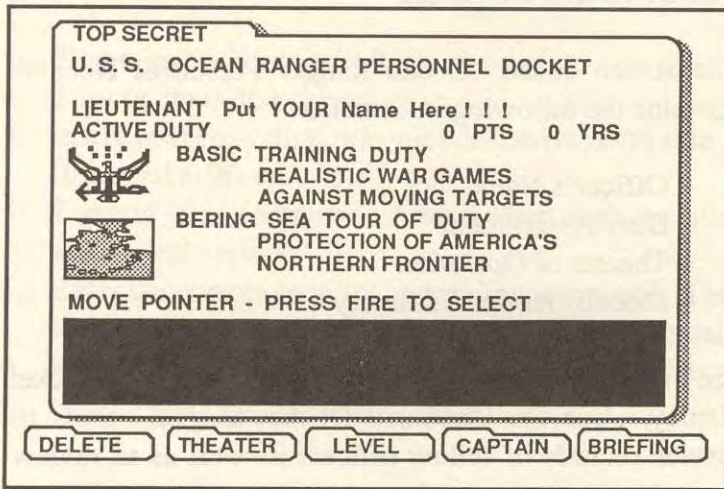 TOP SECRET
U.S.S. OCEAN RANGER PERSONNEL DOCKET
LIEUTENANT Put YOUR Name Here! ! !
ACTIVE DUTY 0 PTS 0 YRS
BASIC TRAINING DUTY
REALISTIC WAR GAMES
AGAINST MOVING TARGETS
BERING SEA TOUR OF DUTY
PROTECTION OF AMERICA'S
NORTHERN FRONTIER
MOVE POINTER - PRESS FIRE TO SELECT
DELETE THEATER LEVEL CAPTAIN BRIEFING